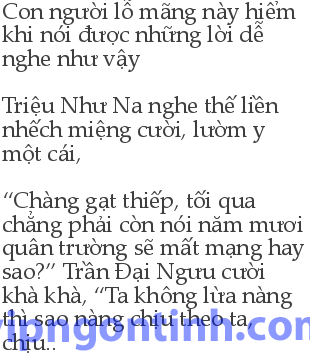 Con người lỗ mãng này hiếm
khi nói được những lời dễ
nghe như vậy
Triệu Như Na nghe thế liền
nhếch miệng cười, lườm y
một cái,
“Chàng gạt thiếp, tối qua
chẳng phải còn nói năm mươi
quân trường sẽ mất mạng hay
sao?” Trần Đại Ngưu cười
khà khà, “Ta không lừa nàng
thì sao nàng chịu theo ta,
vipngontinh.com
chịu..